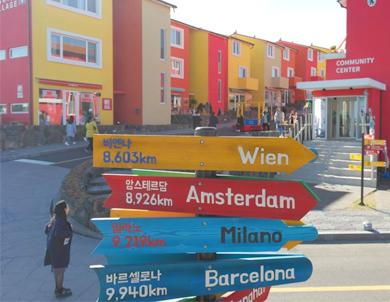 VILLAGE
COMMUNITY
CENTER
비엔나
8,603km
Wien
암스테르담
8,926km
Amsterdam
밀라노
9,219km
Milano
바르셀로나
9,940km
Barcelona